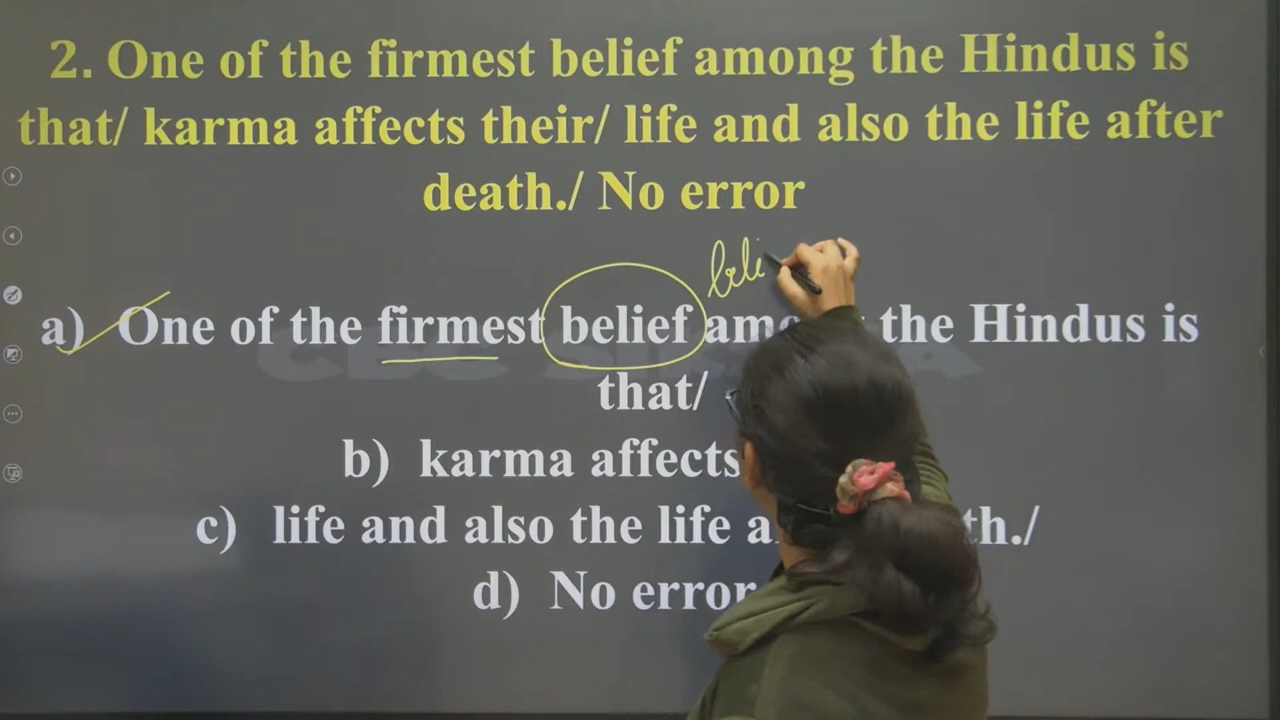 2. One of the firmest belief among the Hindus is
that/ karma affects their/ life and also the life after
death./ No error
beli
a) One of the firmest belief the Hindus is
that/
b) karma affects
c) life and also the life
d) No error